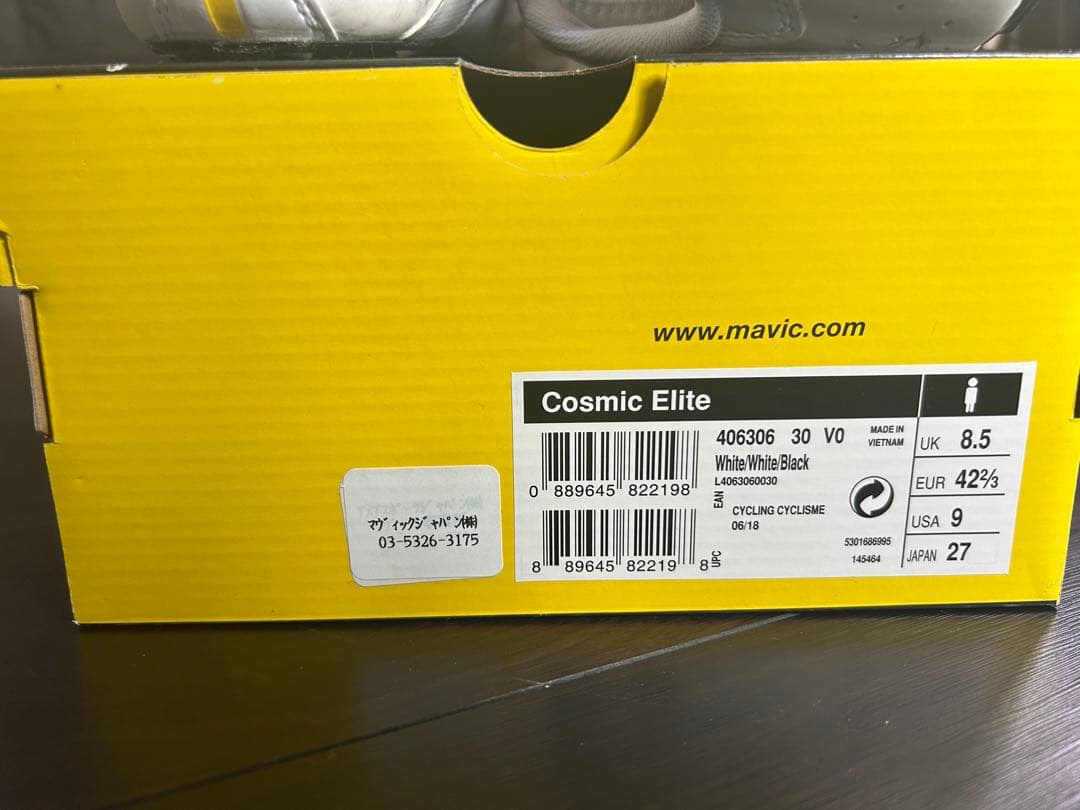 www.mavic.com
Cosmic Elite
406306 30 V0
MADE IN
VIETNAM
White/White/Black
L4063060030
0 889645 822198
EAN
CYCLING CYCLISME
06/18
8 89645 82219 8
UPC
5301686995
145464
UK 8.5
EUR 42⅔
USA 9
JAPAN 27
マヴィックジャパン(株)
03-5326-3175